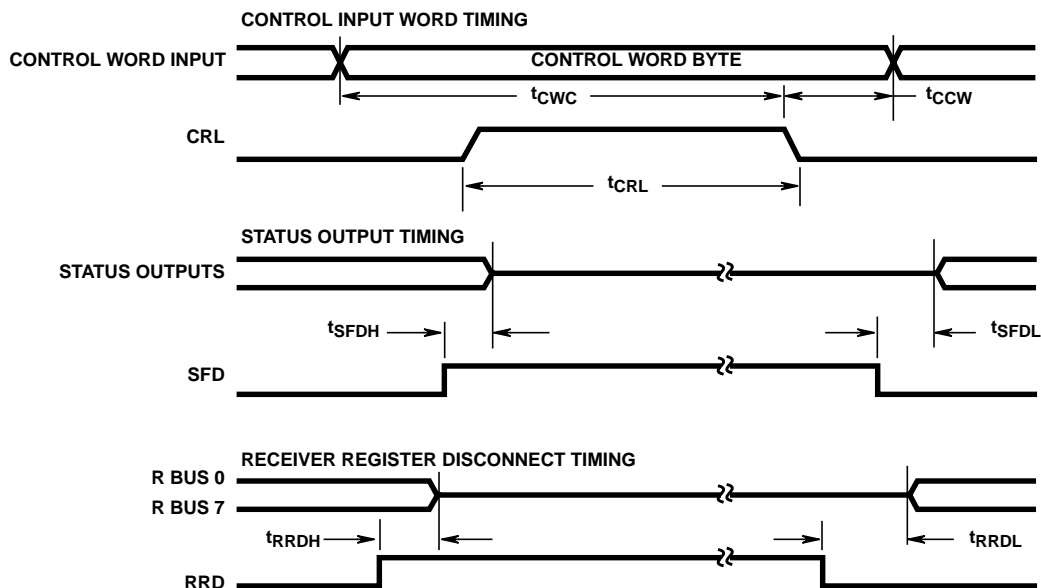 CONTROL INPUT WORD TIMING
CONTROL WORD INPUT
CONTROL WORD BYTE
tCWC
tCCW
CRL
tCRL
STATUS OUTPUT TIMING
STATUS OUTPUTS
tSFDH
tSFDL
SFD
RECEIVER REGISTER DISCONNECT TIMING
R BUS 0
R BUS 7
tRRDH
tRRDL
RRD